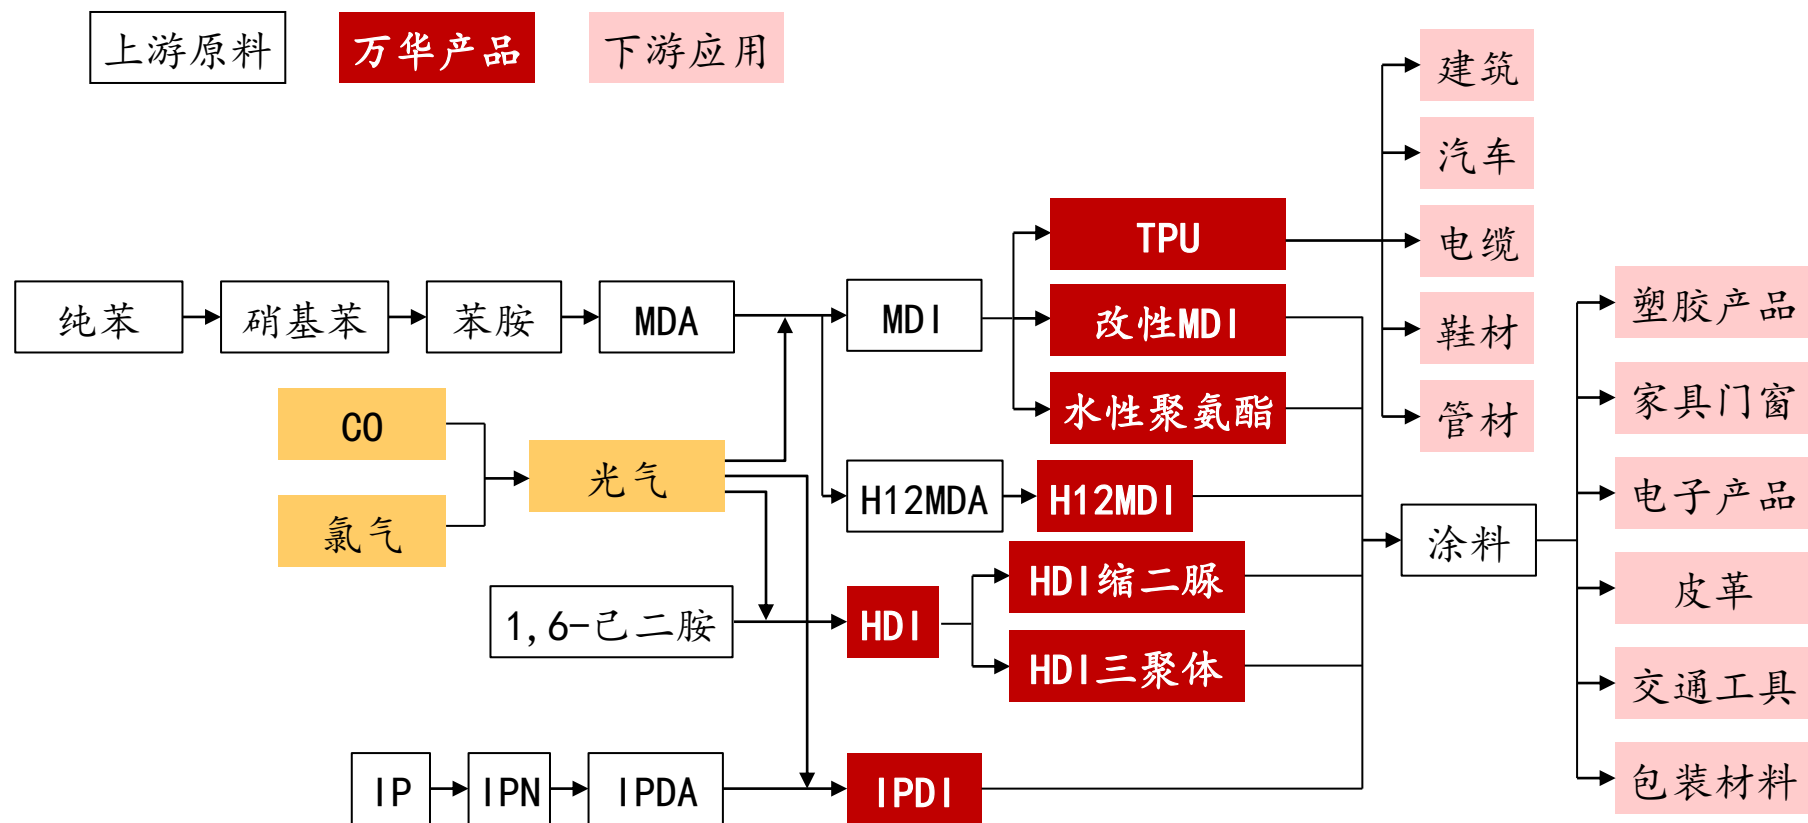 上游原料
万华产品
下游应用
建筑
汽车
TPU
电缆
纯苯
硝基苯
苯胺
MDA
MDI
改性MDI
鞋材
塑胶产品
CO
水性聚氨酯
管材
家具门窗
光气
氯气
H12MDA
H12MDI
涂料
电子产品
1,6-己二胺
HDI
HDI缩二脲
HDI三聚体
皮革
交通工具
IP
IPN
IPDA
IPDI
包装材料